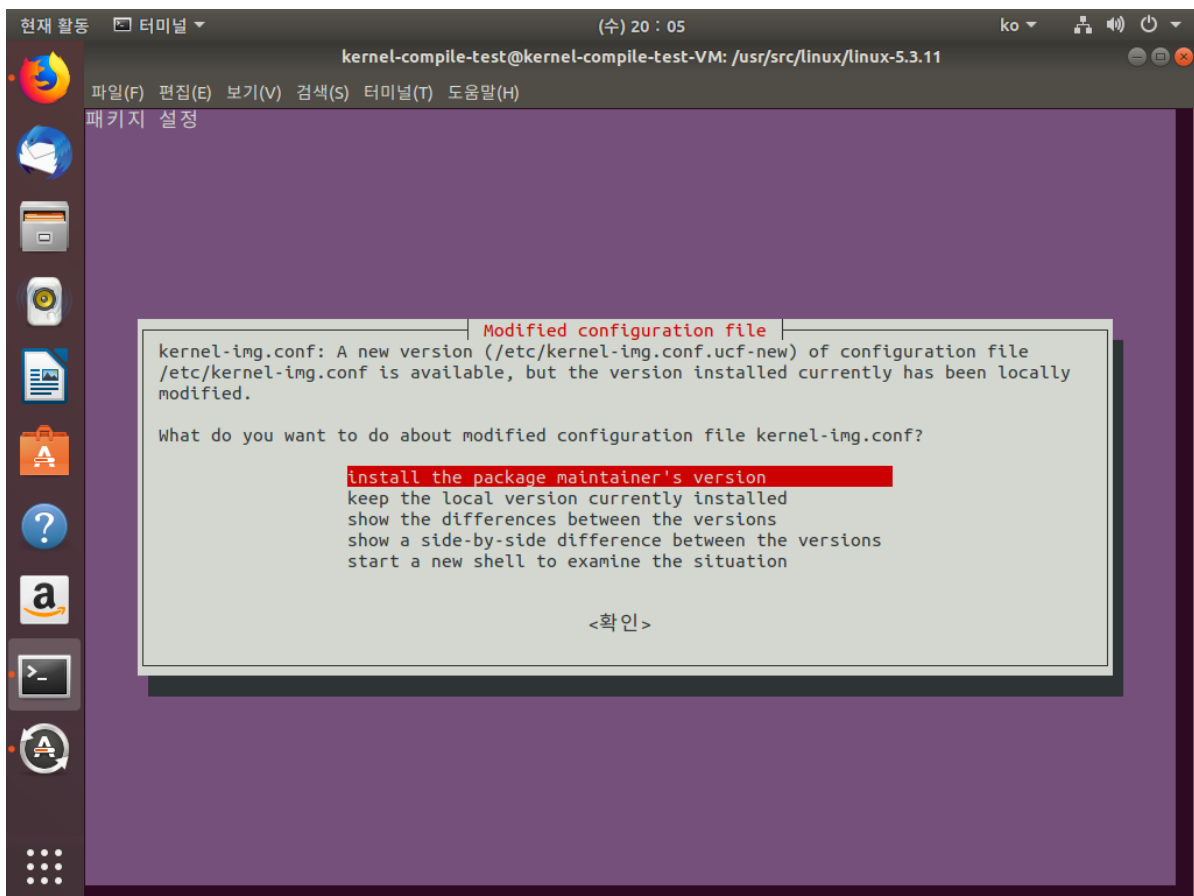 현재 활동 터미널 (수) 20 : 05 ko
kernel-compile-test@kernel-compile-test-VM: /usr/src/linux/linux-5.3.11
파일(F) 편집(E) 보기(V) 검색(S) 터미널(T) 도움말(H)
패키지 설정
Modified configuration file
kernel-img.conf: A new version (/etc/kernel-img.conf.ucf-new) of configuration file
/etc/kernel-img.conf is available, but the version installed currently has been locally
modified.
What do you want to do about modified configuration file kernel-img.conf?
install the package maintainer's version
keep the local version currently installed
show the differences between the versions
show a side-by-side difference between the versions
start a new shell to examine the situation
<확인>